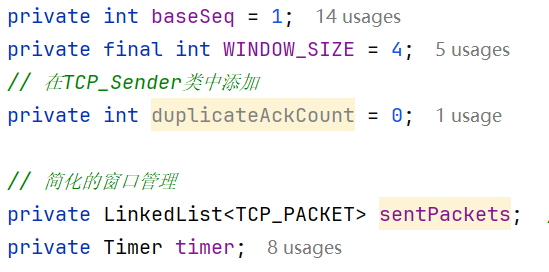 private int baseSeq = 1; 14 usages
private final int WINDOW_SIZE = 4; 5 usages
// 在TCP_Sender类中添加
private int duplicateAckCount = 0; 1 usage
// 简化的窗口管理
private LinkedList<TCP_PACKET> sentPackets;
private Timer timer; 8 usages